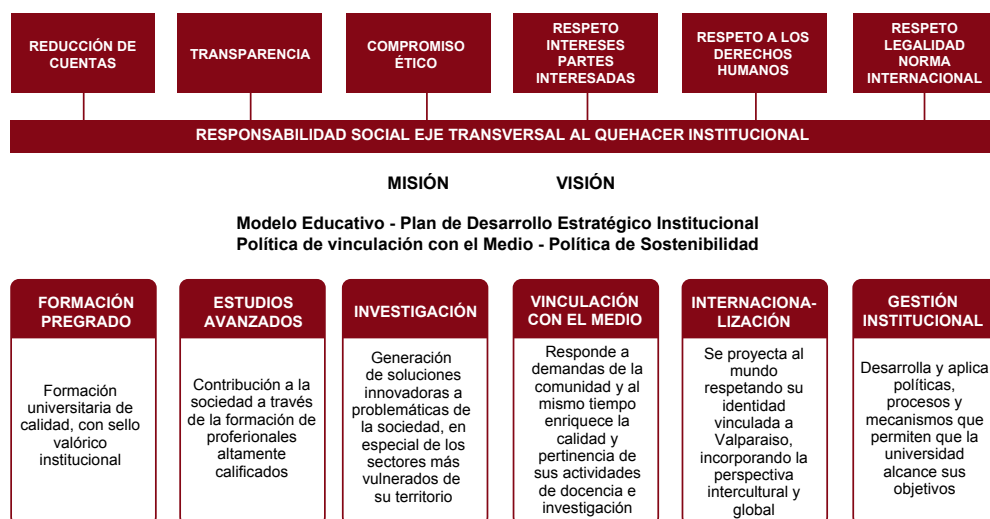 REDUCCIÓN DE
CUENTAS
TRANSPARENCIA
COMPROMISO
ÉTICO
RESPETO
INTERESES
PARTES
INTERESADAS
RESPETO A LOS
DERECHOS
HUMANOS
RESPETO
LEGALIDAD
NORMA
INTERNACIONAL
RESPONSABILIDAD SOCIAL EJE TRANSVERSAL AL QUEHACER INSTITUCIONAL
MISIÓN VISIÓN
Modelo Educativo - Plan de Desarrollo Estratégico Institucional
Política de vinculación con el Medio - Política de Sostenibilidad
FORMACIÓN
PREGRADO
Formación
universitaria de
calidad, con sello
valórico
institucional
ESTUDIOS
AVANZADOS
Contribución a la
sociedad a través
de la formación de
proferionales
altamente
calificados
INVESTIGACIÓN
Generación
de soluciones
innovadoras a
problemáticas de
la sociedad, en
especial de los
sectores más
vulnerados de
su territorio
VINCULACIÓN
CON EL MEDIO
Responde a
demandas de la
comunidad y al
mismo tiempo
enriquece la
calidad y
pertinencia de
sus actividades
de docencia e
investigación
INTERNACIONA-
LIZACIÓN
Se proyecta al
mundo
respetando su
identidad
vinculada a
Valparaiso,
incorporando la
perspectiva
intercultural y
global
GESTIÓN
INSTITUCIONAL
Desarrolla y aplica
políticas,
procesos y
mecanismos que
permiten que la
universidad
alcance sus
objetivos